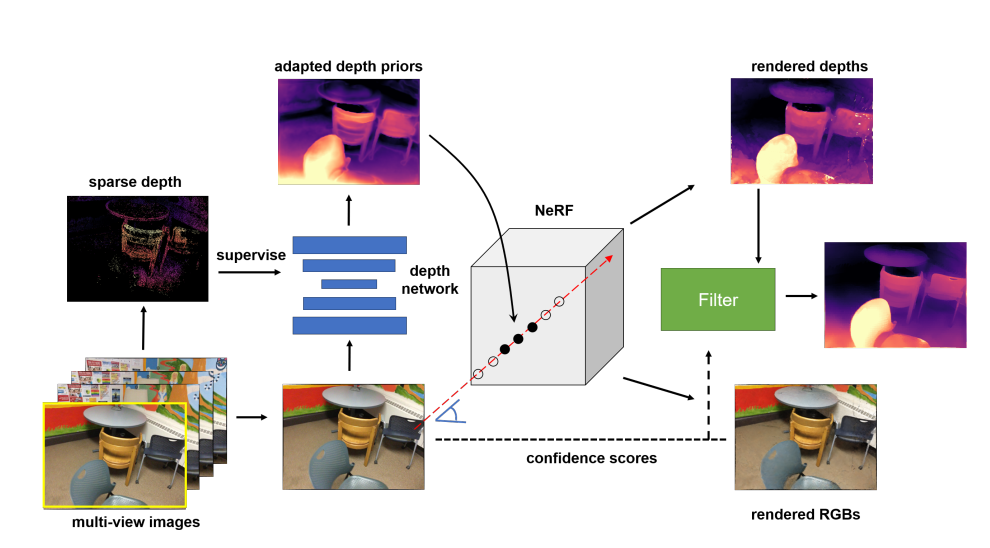 adapted depth priors
rendered depths
sparse depth
NeRF
supervise
depth
network
Filter
confidence scores
multi-view images
rendered RGBs